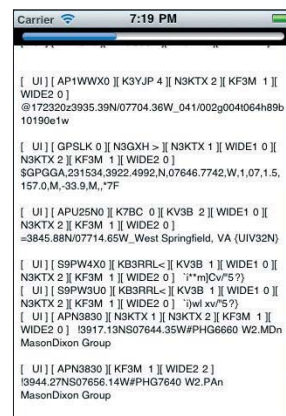 Carrier 7:19 PM
[ UI ] [ AP1WWX0 ][ K3YJP 4 ][ N3KTX 2 ][ KF3M 1 ][
WIDE2 0 ]
@172320z3935.39N/07704.36W_041/002g004t064h89b
10190e1w
[ UI ] [ GPSLK 0 ][ N3GXH > ][ N3KTX 1 ][ WIDE1 0 ][
N3KTX 2 ][ KF3M 1 ][ WIDE2 0 ]
$GPGGA,231534,3922.4992,N,07646.7742,W,1,07,1.5,
157.0,M,-33.9,M,,*7F
[ UI ] [ APU25N0 ][ K7BC 0 ][ KV3B 2 ][ WIDE1 0 ][
N3KTX 2 ][ KF3M 1 ][ WIDE2 0 ]
=3845.88N/07714.65W_West Springfield, VA {UIV32N}
[ UI ] [ S9PW4X0 ][ KB3RRL< ][ KV3B 1 ][ WIDE1 0 ][
N3KTX 2 ][ KF3M 1 ][ WIDE2 0 ] `i**m]Cv/"5?}
[ UI ] [ S9PW3U0 ][ KB3RRL< ][ KV3B 1 ][ WIDE1 0 ][
N3KTX 2 ][ KF3M 1 ][ WIDE2 0 ] `i)wl xv/"5?}
[ UI ] [ APN3830 ][ N3KTX 1 ][ N3KTX 2 ][ KF3M 1 ][
WIDE2 0 ] !3917.13NS07644.35W#PHG6660 W2.MDn
MasonDixon Group
[ UI ] [ APN3830 ][ KF3M 1 ][ WIDE2 2 ]
!3944.27NS07656.14W#PHG7640 W2.PAn
MasonDixon Group